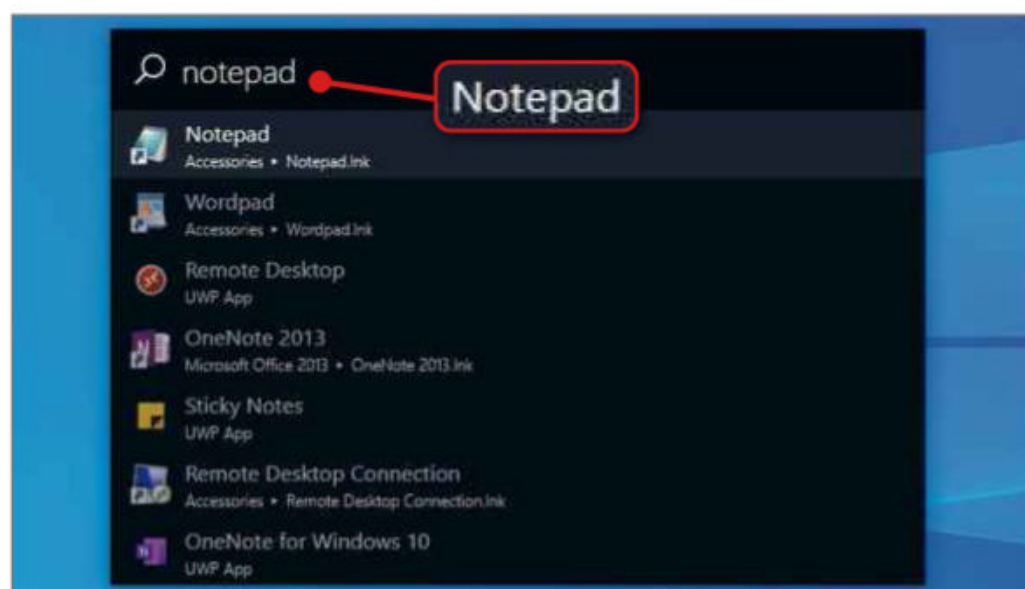 notepad
Notepad
Notepad
Accessories • Notepad.lnk
Wordpad
Accessories • Wordpad.lnk
Remote Desktop
UWP App
OneNote 2013
Microsoft Office 2013 • OneNote 2013.lnk
Sticky Notes
UWP App
Remote Desktop Connection
Accessories • Remote Desktop Connection.lnk
OneNote for Windows 10
UWP App